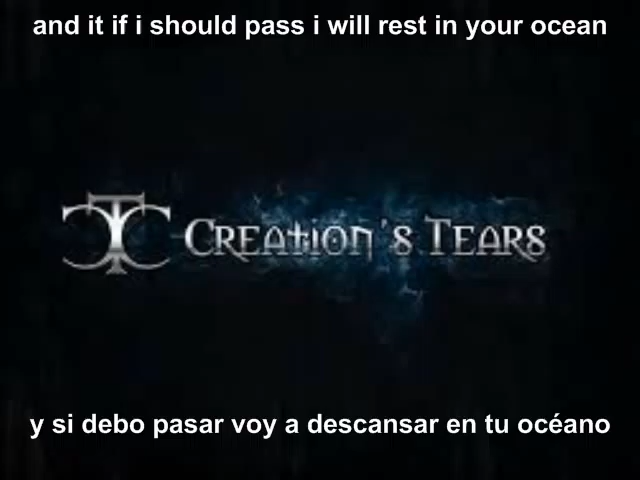 and it if i should pass i will rest in your ocean
CREATION'S TEARS
y si debo pasar voy a descansar en tu océano